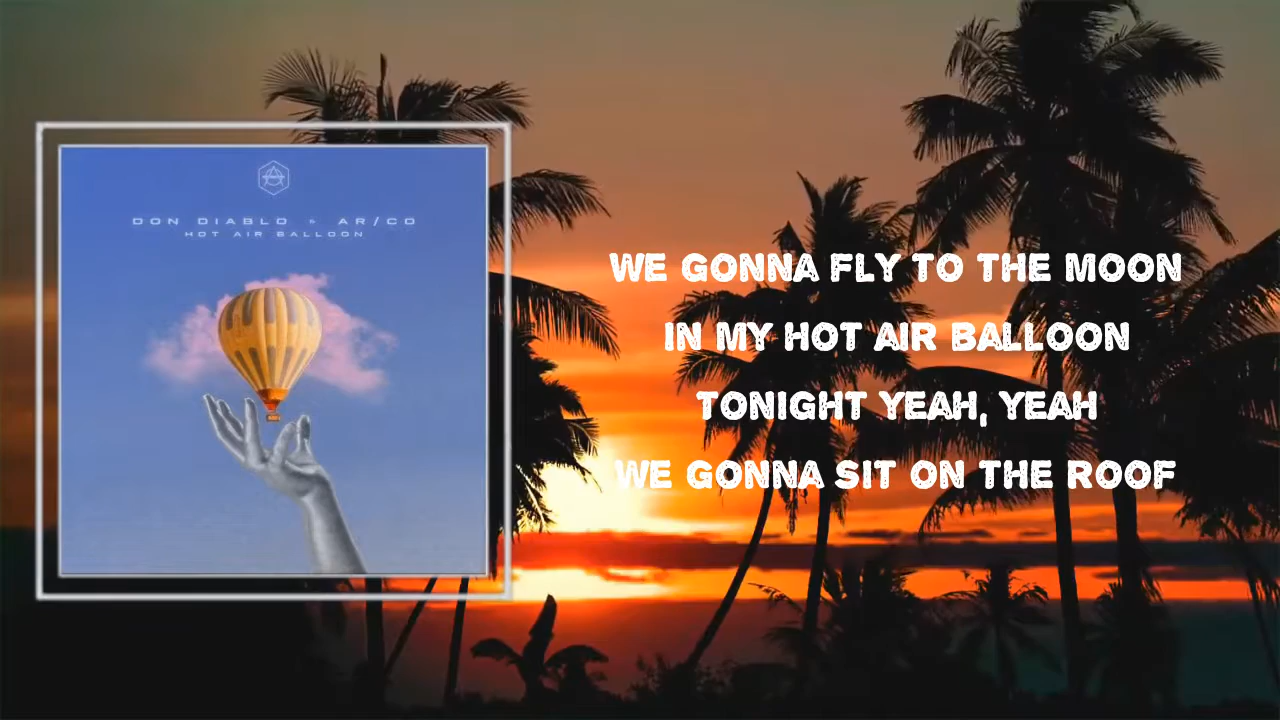 DON DIABLO & AR/CO
HOT AIR BALLOON
WE GONNA FLY TO THE MOON
IN MY HOT AIR BALLOON
TONIGHT YEAH, YEAH
WE GONNA SIT ON THE ROOF